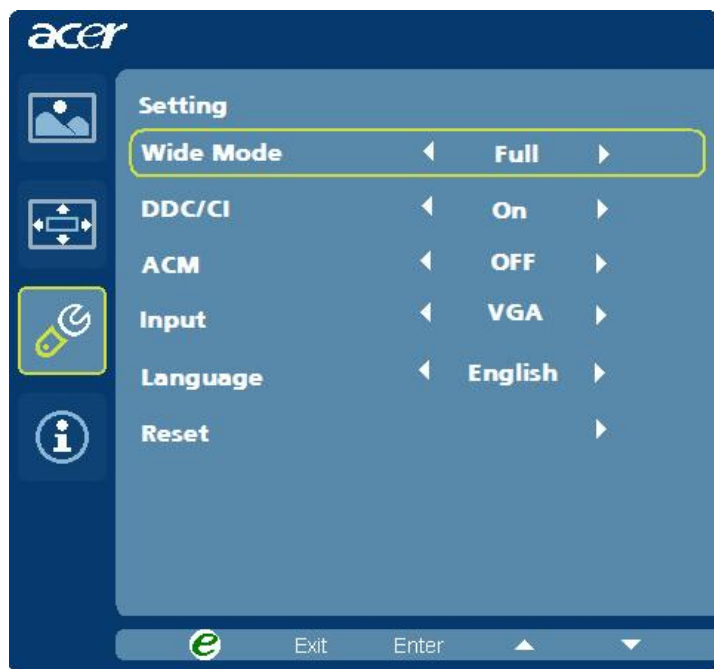 acer
Setting
Wide Mode Full
DDC/CI On
ACM OFF
Input VGA
Language English
Reset
e Exit Enter